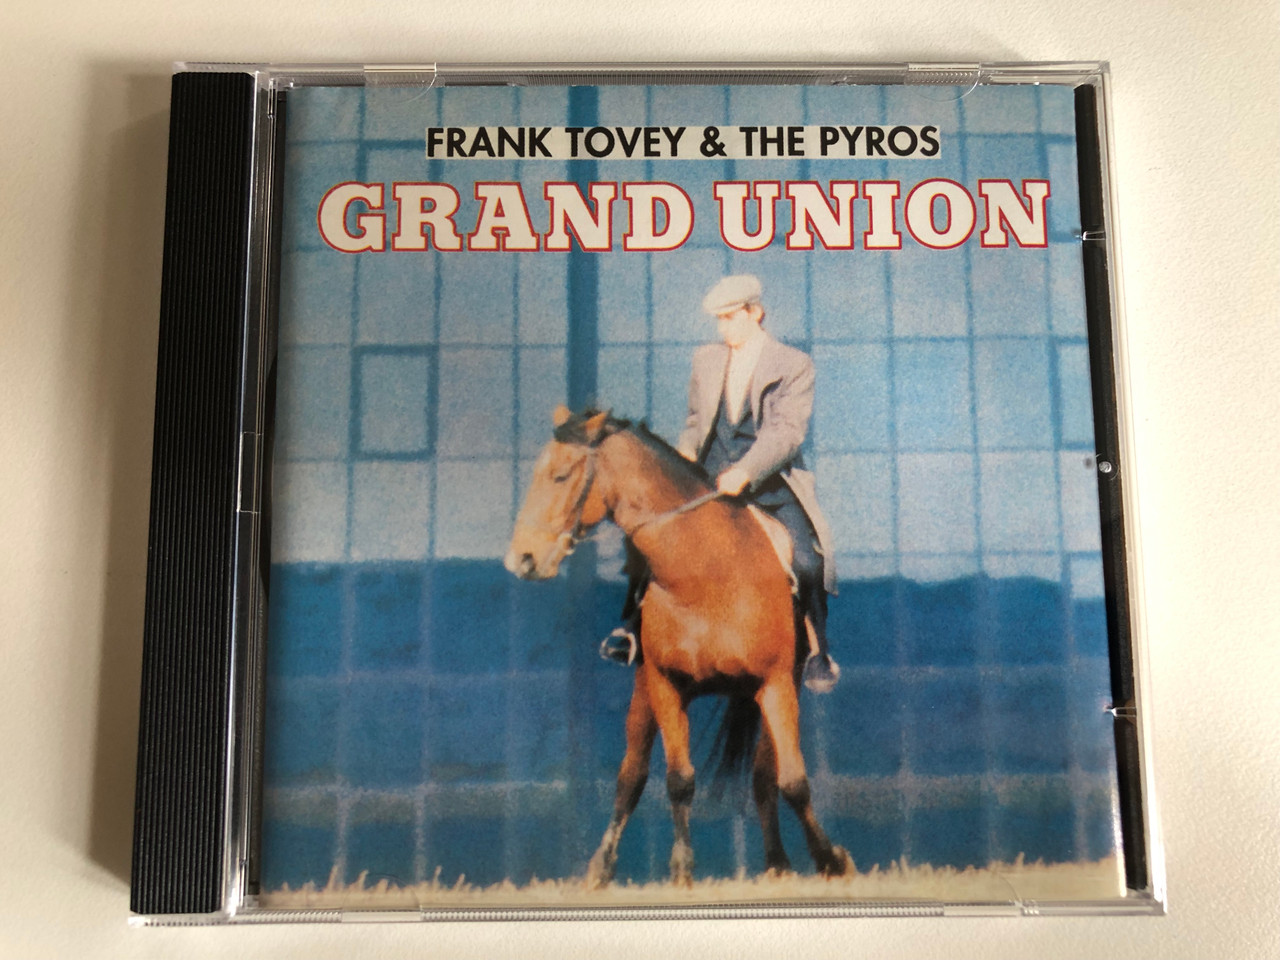 FRANK TOVEY & THE PYROS
GRAND UNION